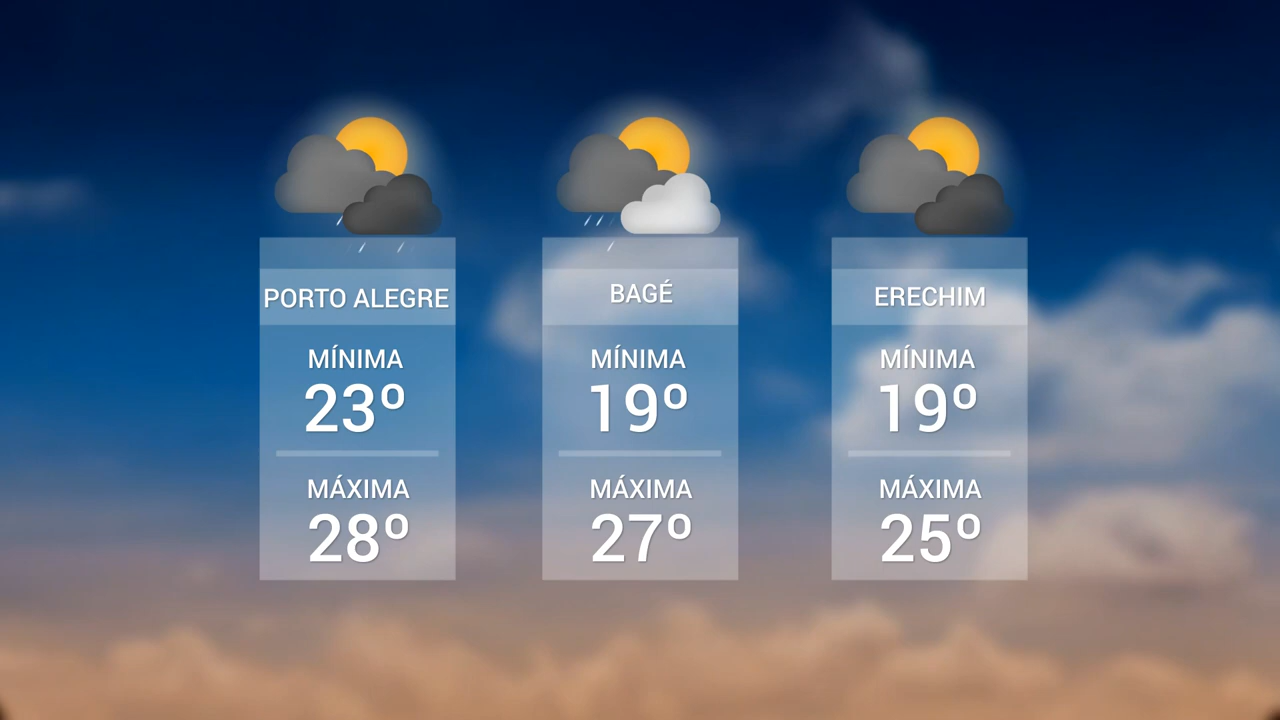 PORTO ALEGRE
MÍNIMA
23º
MÁXIMA
28º
BAGÉ
MÍNIMA
19º
MÁXIMA
27º
ERECHIM
MÍNIMA
19º
MÁXIMA
25º